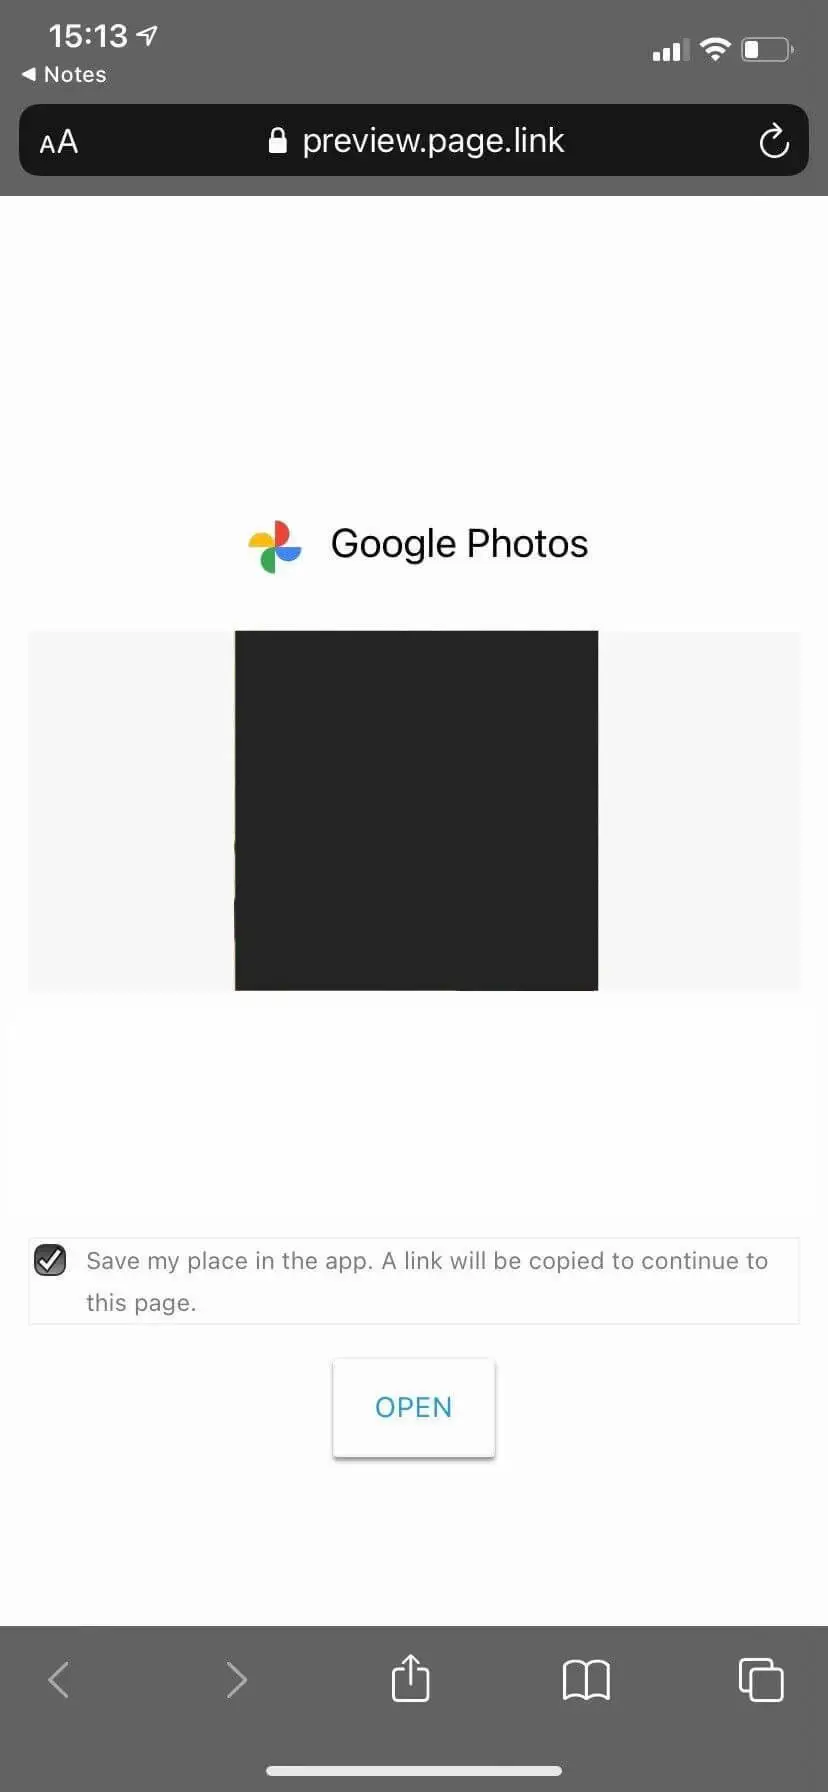 15:13
Notes
AA preview.page.link
Google Photos
Save my place in the app. A link will be copied to continue to
this page.
OPEN